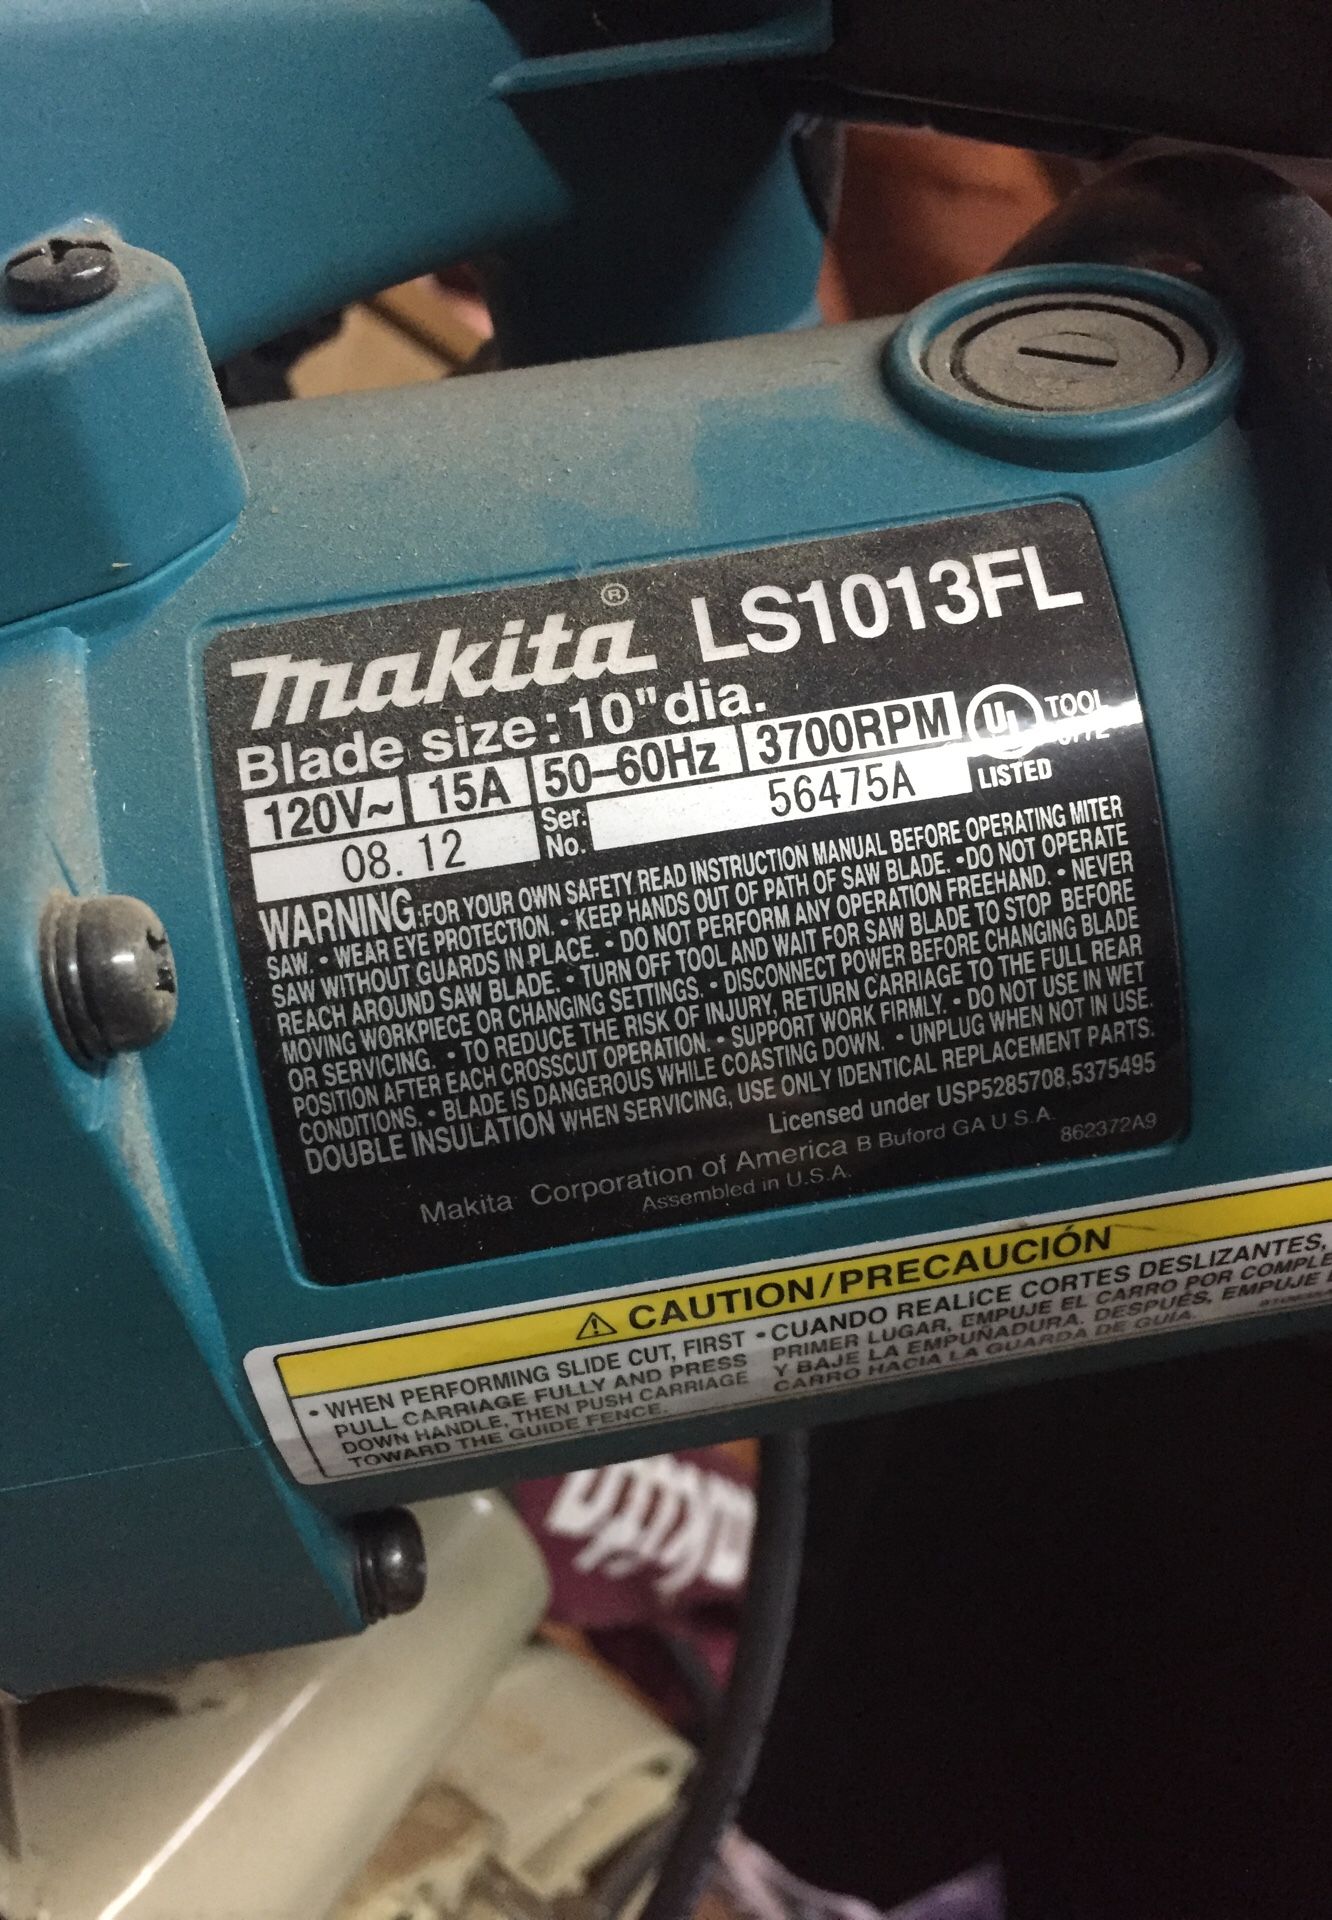 Makita® LS1013FL
Blade size: 10" dia.
120V~ 15A 50–60Hz 3700RPM UL LISTED TOOL
08. 12 Ser. No. 56475A
WARNING: FOR YOUR OWN SAFETY READ INSTRUCTION MANUAL BEFORE OPERATING MITER
SAW. • WEAR EYE PROTECTION. • KEEP HANDS OUT OF PATH OF SAW BLADE. • DO NOT OPERATE
SAW WITHOUT GUARDS IN PLACE. • DO NOT PERFORM ANY OPERATION FREEHAND. • NEVER
REACH AROUND SAW BLADE. • TURN OFF TOOL AND WAIT FOR SAW BLADE TO STOP BEFORE
MOVING WORKPIECE OR CHANGING SETTINGS. • DISCONNECT POWER BEFORE CHANGING BLADE
OR SERVICING. • TO REDUCE THE RISK OF INJURY, RETURN CARRIAGE TO THE FULL REAR
POSITION AFTER EACH CROSSCUT OPERATION. • SUPPORT WORK FIRMLY. • DO NOT USE IN WET
CONDITIONS. • BLADE IS DANGEROUS WHILE COASTING DOWN. • UNPLUG WHEN NOT IN USE.
DOUBLE INSULATION WHEN SERVICING, USE ONLY IDENTICAL REPLACEMENT PARTS.
Licensed under USP5285708,5375495
Makita Corporation of America B Buford GA U.S.A. 862372A9
Assembled in U.S.A.
⚠ CAUTION/PRECAUCIÓN
• WHEN PERFORMING SLIDE CUT, FIRST
PULL CARRIAGE FULLY AND PRESS
DOWN HANDLE, THEN PUSH CARRIAGE
TOWARD THE GUIDE FENCE.
• CUANDO REALICE CORTES DESLIZANTES,
PRIMER LUGAR, EMPUJE EL CARRO POR COMPLE
Y BAJE LA EMPUÑADURA. DESPUÉS, EMPUJE
CARRO HACIA LA GUARDA DE GUÍA.